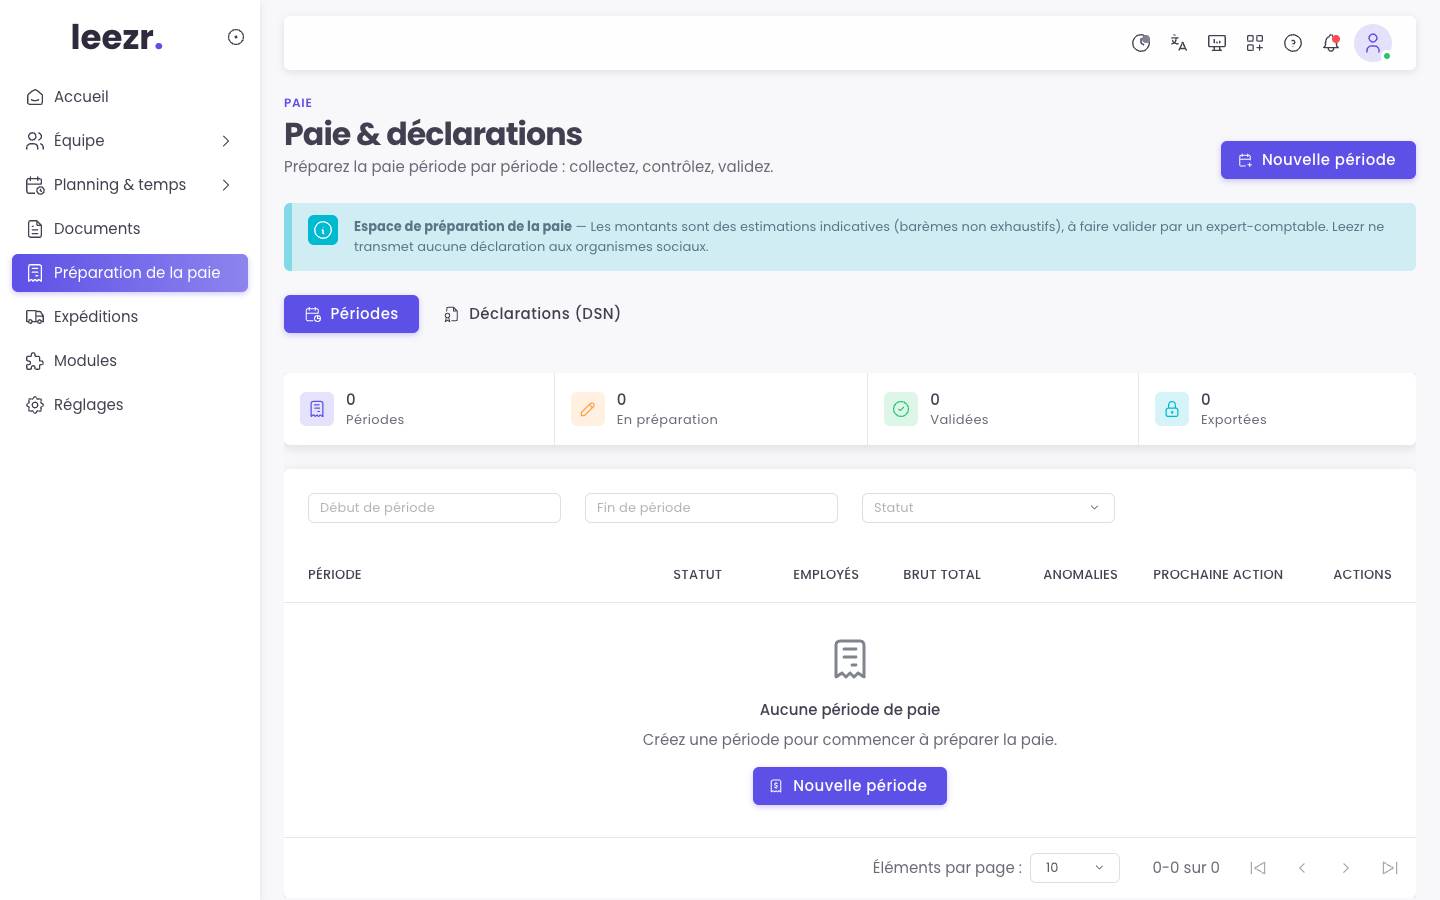 leezr.
Accueil
Équipe
Planning & temps
Documents
Préparation de la paie
Expéditions
Modules
Réglages
PAIE
Paie & déclarations
Préparez la paie période par période : collectez, contrôlez, validez.
Nouvelle période
Espace de préparation de la paie — Les montants sont des estimations indicatives (barèmes non exhaustifs), à faire valider par un expert-comptable. Leezr ne
transmet aucune déclaration aux organismes sociaux.
Périodes
Déclarations (DSN)
0
Périodes
0
En préparation
0
Validées
0
Exportées
Début de période
Fin de période
Statut
PÉRIODE STATUT EMPLOYÉS BRUT TOTAL ANOMALIES PROCHAINE ACTION ACTIONS
Aucune période de paie
Créez une période pour commencer à préparer la paie.
Nouvelle période
Éléments par page : 10 0-0 sur 0